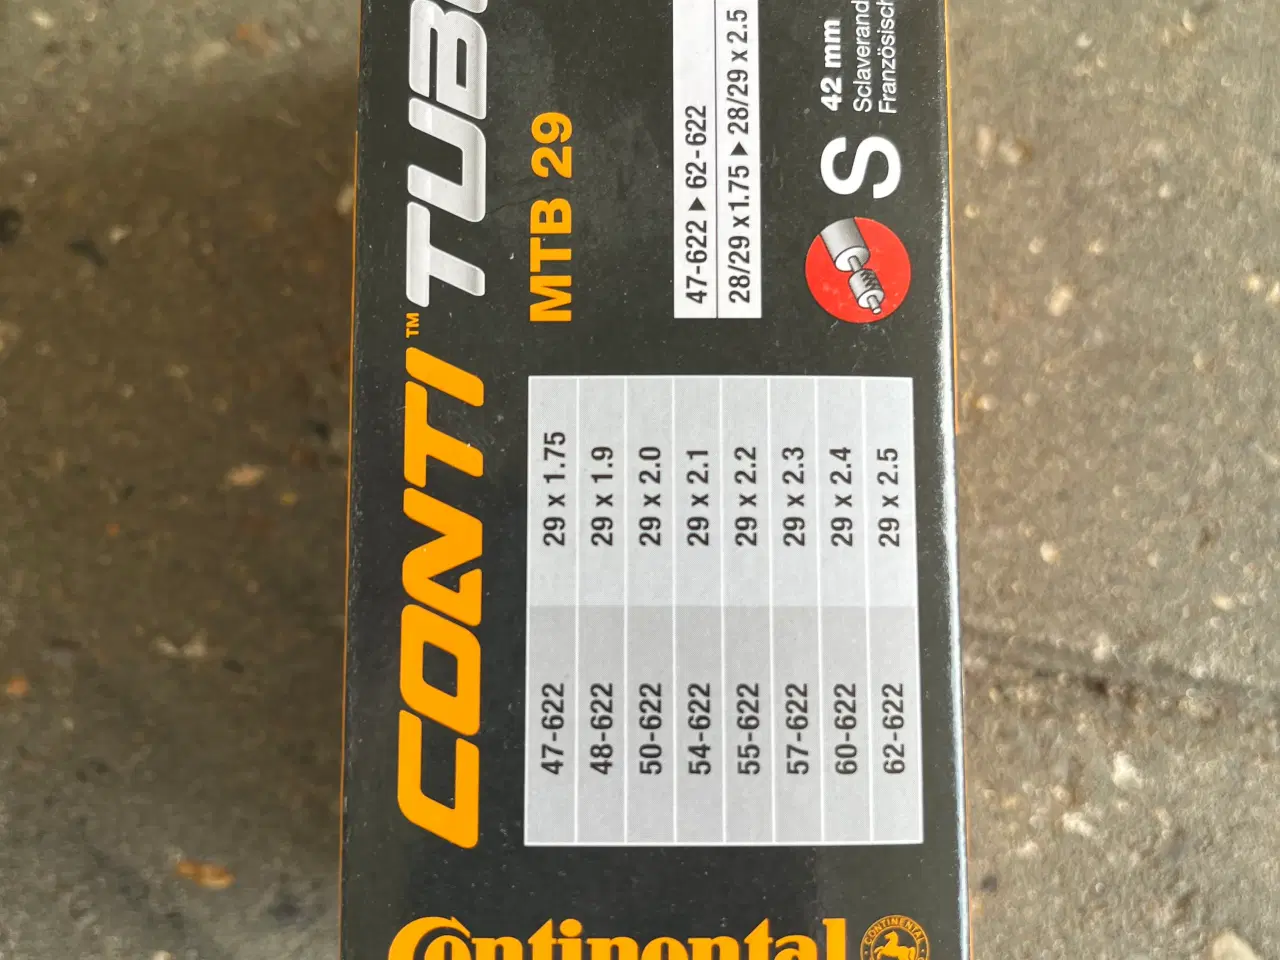 Continental
CONTINENTAL
CONTI™ TUBE
MTB 29
47-622 29 x 1.75
48-622 29 x 1.9
50-622 29 x 2.0
54-622 29 x 2.1
55-622 29 x 2.2
57-622 29 x 2.3
60-622 29 x 2.4
62-622 29 x 2.5
47-622 ▶ 62-622
28/29 x 1.75 ▶ 28/29 x 2.5
S 42 mm
Sclaverand
Französisch